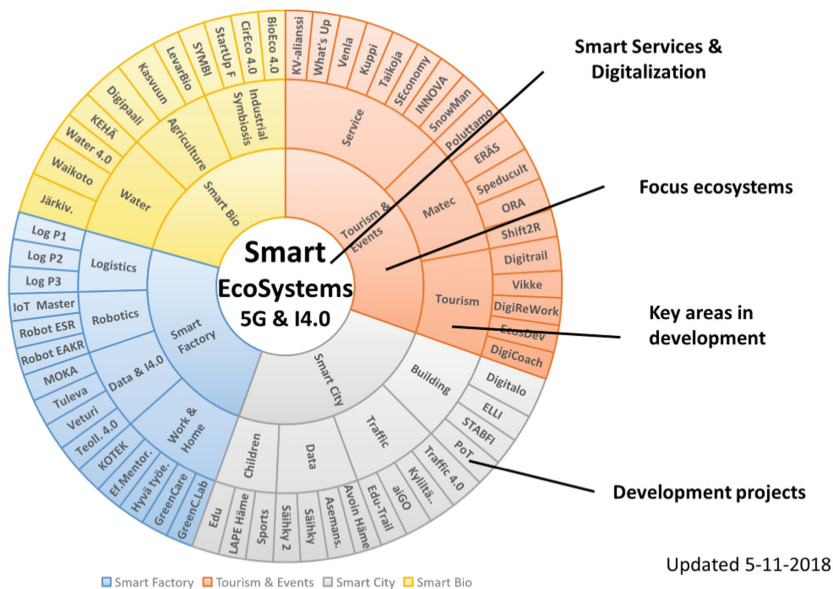 KV-alianssi
What's Up
Venla
Kuppi
Taikoja
SEconomy
INNOVA
SnowMan
Poluttamo
ERÄS
Speducult
ORA
Shift2R
Digitrail
Vikke
DigiReWork
EcosDev
DigiCoach
Digitalo
ELLI
STABFI
PoT
Traffic 4.0
Kyliltä..
aiGO
Edu-Trail
Avoin Häme
Asemans.
Säihky
Säihky 2
Sports
LAPE Häme
Edu
GreenC.Lab
GreenCare
Hyvä työe.
Ef.Mentor.
KOTEK
Teoll. 4.0
Veturi
Tuleva
MOKA
Robot EAKR
Robot ESR
IoT Master
Log P3
Log P2
Log P1
Järkiv.
Waikoto
Water 4.0
KEHÄ
Digipaali
Kasvuun
LevarBio
SYMBI
StartUp F
CirEco 4.0
BioEco 4.0
Service
Matec
Tourism
Building
Traffic
Data
Children
Work &
Home
Data & I4.0
Robotics
Logistics
Water
Agriculture
Industrial
Symbiosis
Tourism &
Events
Smart City
Smart
Factory
Smart Bio
Smart
EcoSystems
5G & I4.0
Smart Services &
Digitalization
Focus ecosystems
Key areas in
development
Development projects
Updated 5-11-2018
Smart Factory
Tourism & Events
Smart City
Smart Bio